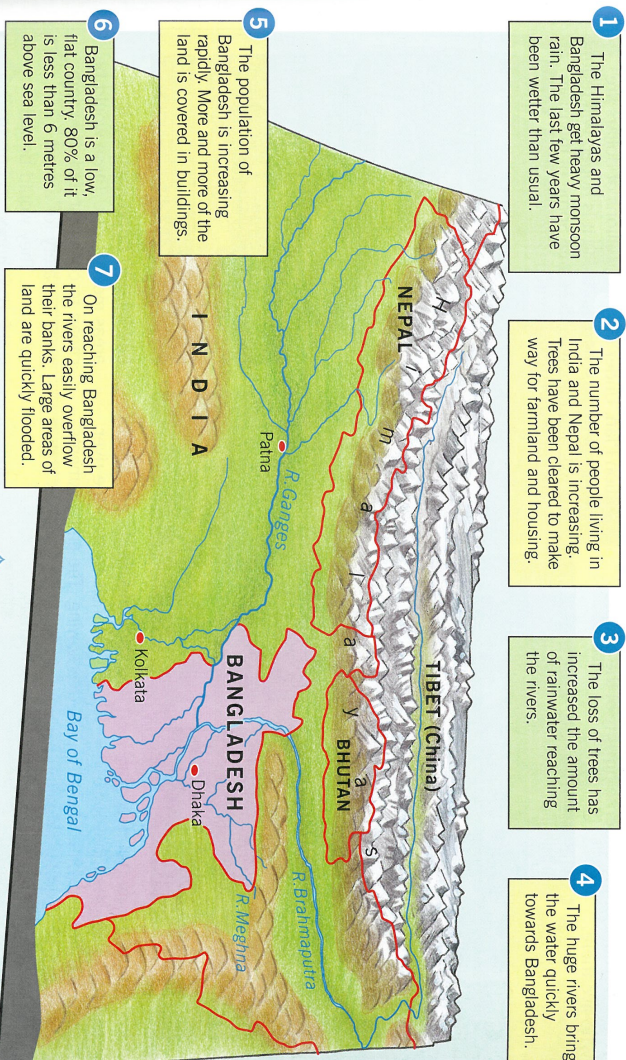 1
The Himalayas and
Bangladesh get heavy monsoon
rain. The last few years have
been wetter than usual.
2
The number of people living in
India and Nepal is increasing.
Trees have been cleared to make
way for farmland and housing.
3
The loss of trees has
increased the amount
of rainwater reaching
the rivers.
4
The huge rivers bring
the water quickly
towards Bangladesh.
5
The population of
Bangladesh is increasing
rapidly. More and more of the
land is covered in buildings.
6
Bangladesh is a low,
flat country. 80% of it
is less than 6 metres
above sea level.
7
On reaching Bangladesh
the rivers easily overflow
their banks. Large areas of
land are quickly flooded.
Himalayas
TIBET (China)
NEPAL
BHUTAN
INDIA
Patna
R.Ganges
R.Brahmaputra
BANGLADESH
Dhaka
R.Meghna
Kolkata
Bay of Bengal